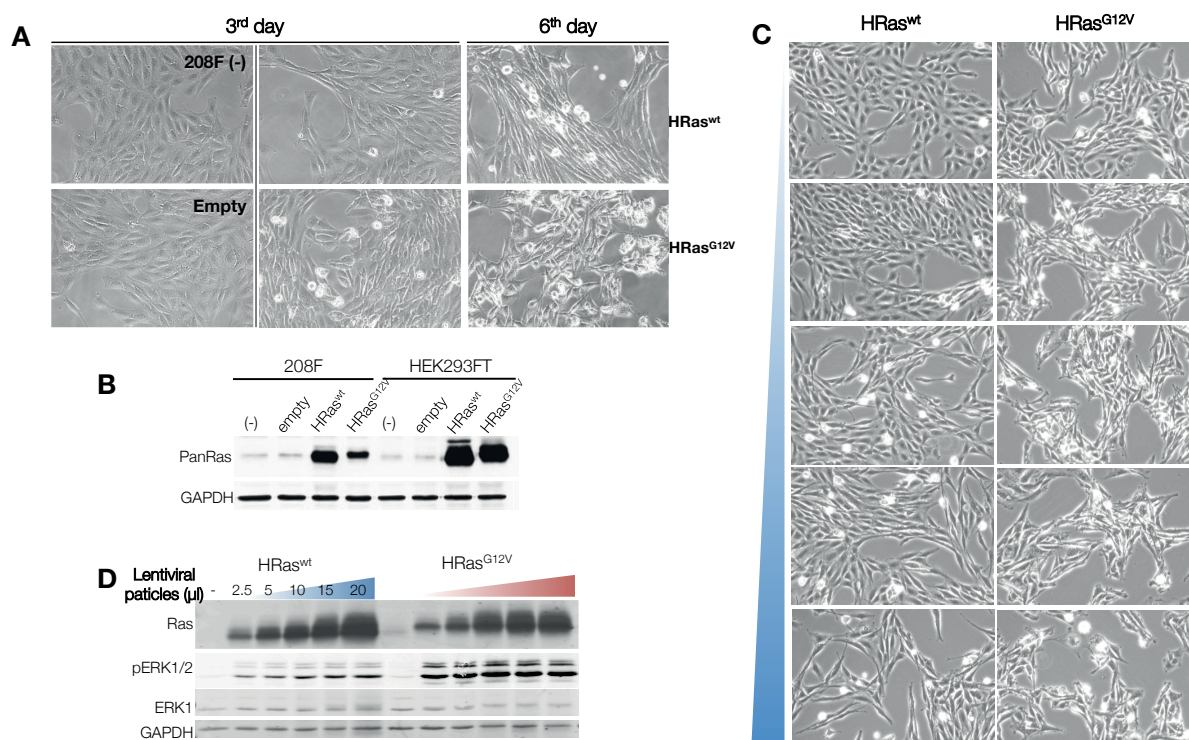 A
3rd day
6th day
208F (-)
HRaswt
Empty
HRasG12V
B
208F
HEK293FT
(-) empty HRaswt HRasG12V (-) empty HRaswt HRasG12V
PanRas
GAPDH
D
HRaswt
HRasG12V
Lentiviral
paticles (µl)
- 2.5 5 10 15 20 -
Ras
pERK1/2
ERK1
GAPDH
C
HRaswt
HRasG12V